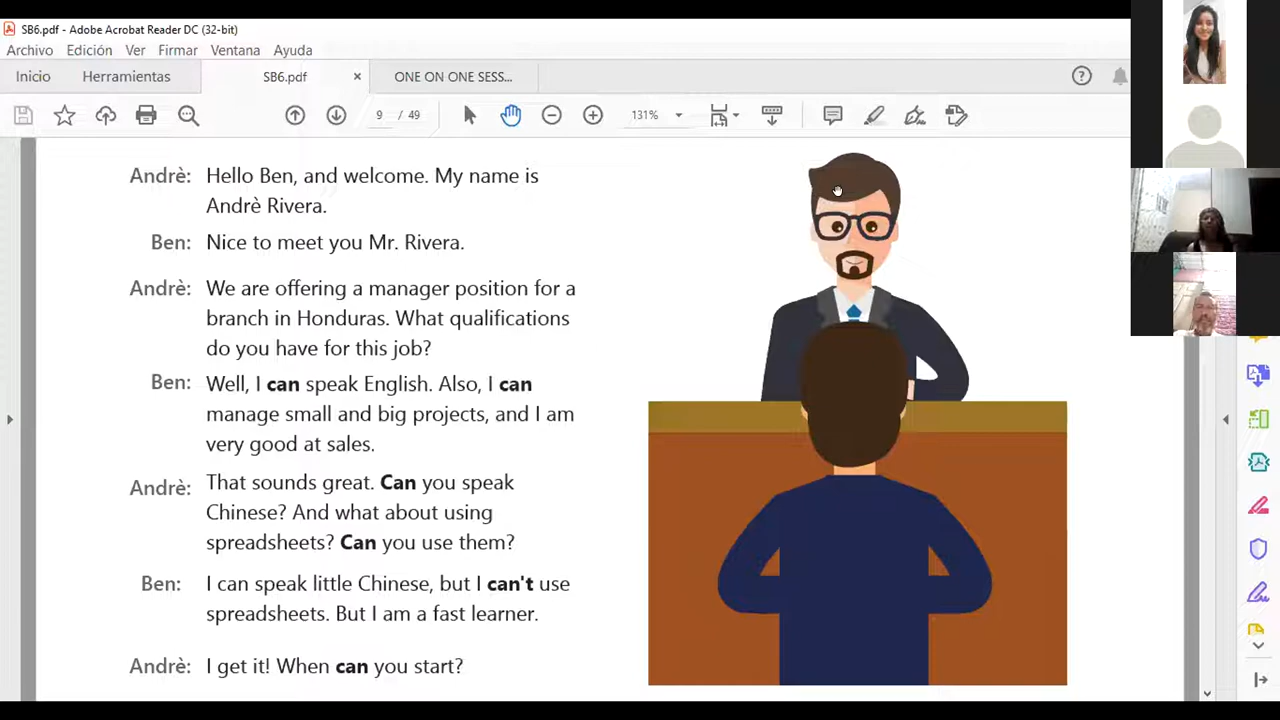 SB6.pdf - Adobe Acrobat Reader DC (32-bit)
Archivo Edición Ver Firmar Ventana Ayuda
Inicio Herramientas SB6.pdf × ONE ON ONE SESS...
9 / 49 131%
Andrè: Hello Ben, and welcome. My name is
Andrè Rivera.
Ben: Nice to meet you Mr. Rivera.
Andrè: We are offering a manager position for a
branch in Honduras. What qualifications
do you have for this job?
Ben: Well, I can speak English. Also, I can
manage small and big projects, and I am
very good at sales.
Andrè: That sounds great. Can you speak
Chinese? And what about using
spreadsheets? Can you use them?
Ben: I can speak little Chinese, but I can't use
spreadsheets. But I am a fast learner.
Andrè: I get it! When can you start?